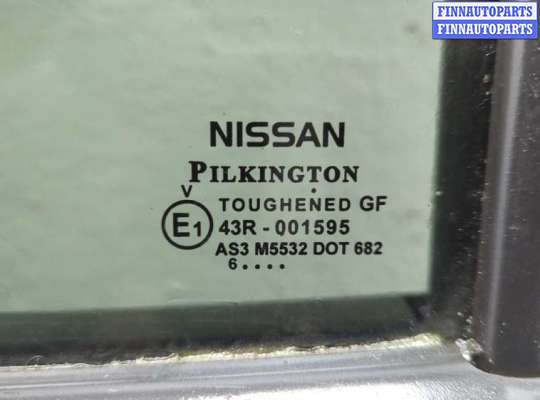 FINNAUTOPARTS
FINNAUTOPARTS
NISSAN
PILKINGTON
V
TOUGHENED GF
E1
43R - 001595
AS3 M5532 DOT 682
6....